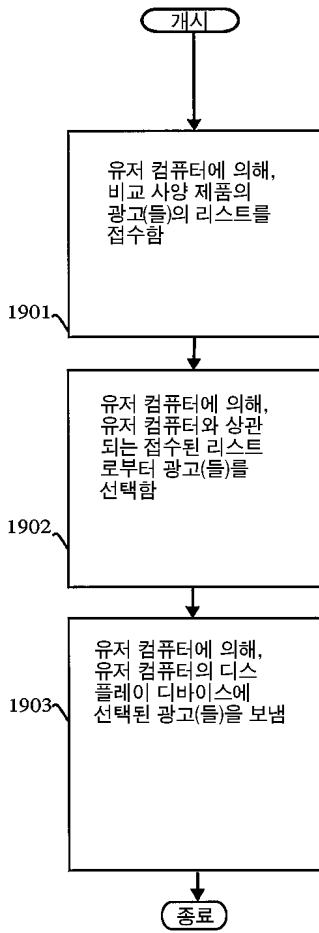 개시
유저 컴퓨터에 의해,
비교 사양 제품의
광고(들)의 리스트를
접수함
1901
유저 컴퓨터에 의해,
유저 컴퓨터와 상관
되는 접수된 리스트
로부터 광고(들)를
선택함
1902
유저 컴퓨터에 의해,
유저 컴퓨터의 디스
플레이 디바이스에
선택된 광고(들)을 보냄
1903
종료